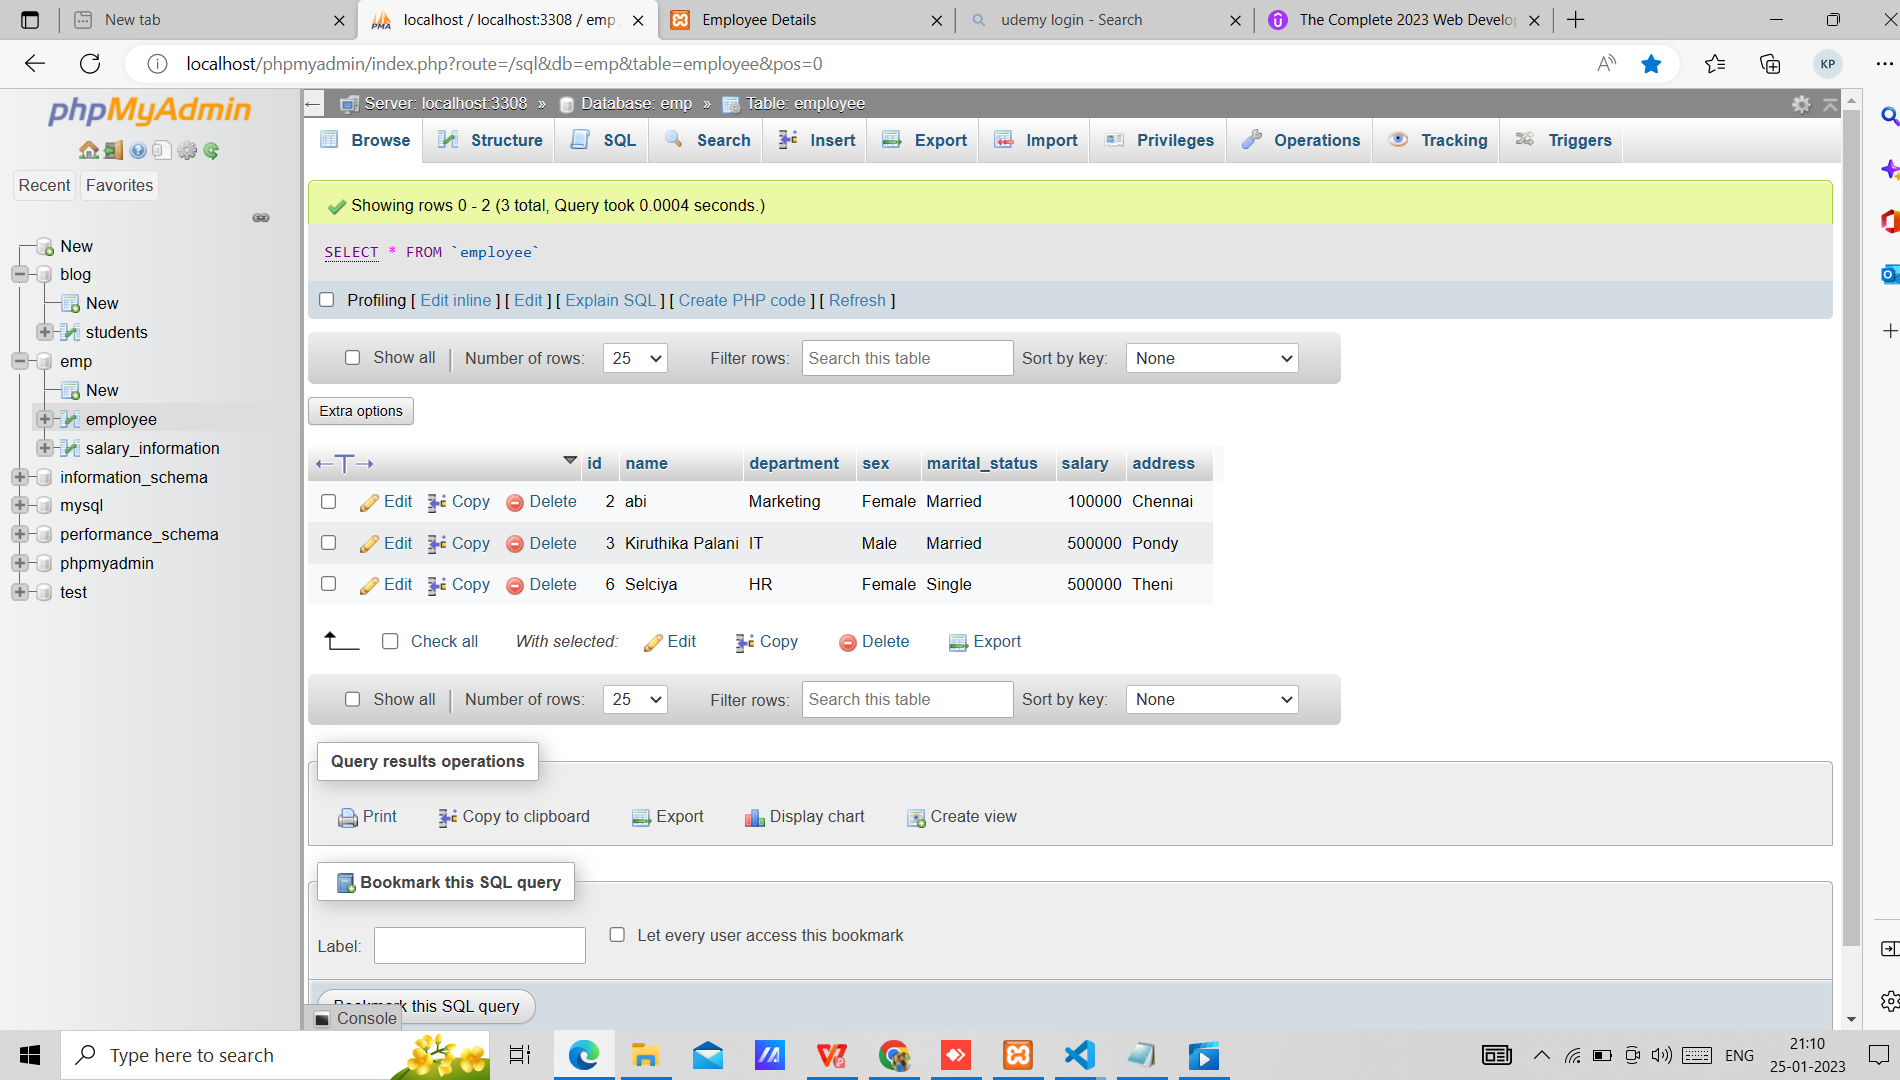 New tab
localhost / localhost:3308 / emp
Employee Details
udemy login - Search
The Complete 2023 Web Develo
localhost/phpmyadmin/index.php?route=/sql&db=emp&table=employee&pos=0
A
KP
phpMyAdmin
Recent
Favorites
New
blog
New
students
emp
New
employee
salary_information
information_schema
mysql
performance_schema
phpmyadmin
test
Server: localhost:3308 » Database: emp » Table: employee
Browse Structure SQL Search Insert Export Import Privileges Operations Tracking Triggers
Showing rows 0 - 2 (3 total, Query took 0.0004 seconds.)
SELECT * FROM `employee`
Profiling [ Edit inline ] [ Edit ] [ Explain SQL ] [ Create PHP code ] [ Refresh ]
Show all Number of rows: 25 Filter rows: Search this table Sort by key: None
Extra options
id name department sex marital_status salary address
Edit Copy Delete 2 abi Marketing Female Married 100000 Chennai
Edit Copy Delete 3 Kiruthika Palani IT Male Married 500000 Pondy
Edit Copy Delete 6 Selciya HR Female Single 500000 Theni
Check all With selected: Edit Copy Delete Export
Show all Number of rows: 25 Filter rows: Search this table Sort by key: None
Query results operations
Print Copy to clipboard Export Display chart Create view
Bookmark this SQL query
Label:
Let every user access this bookmark
this SQL query
Console
Type here to search
ENG
21:10
25-01-2023